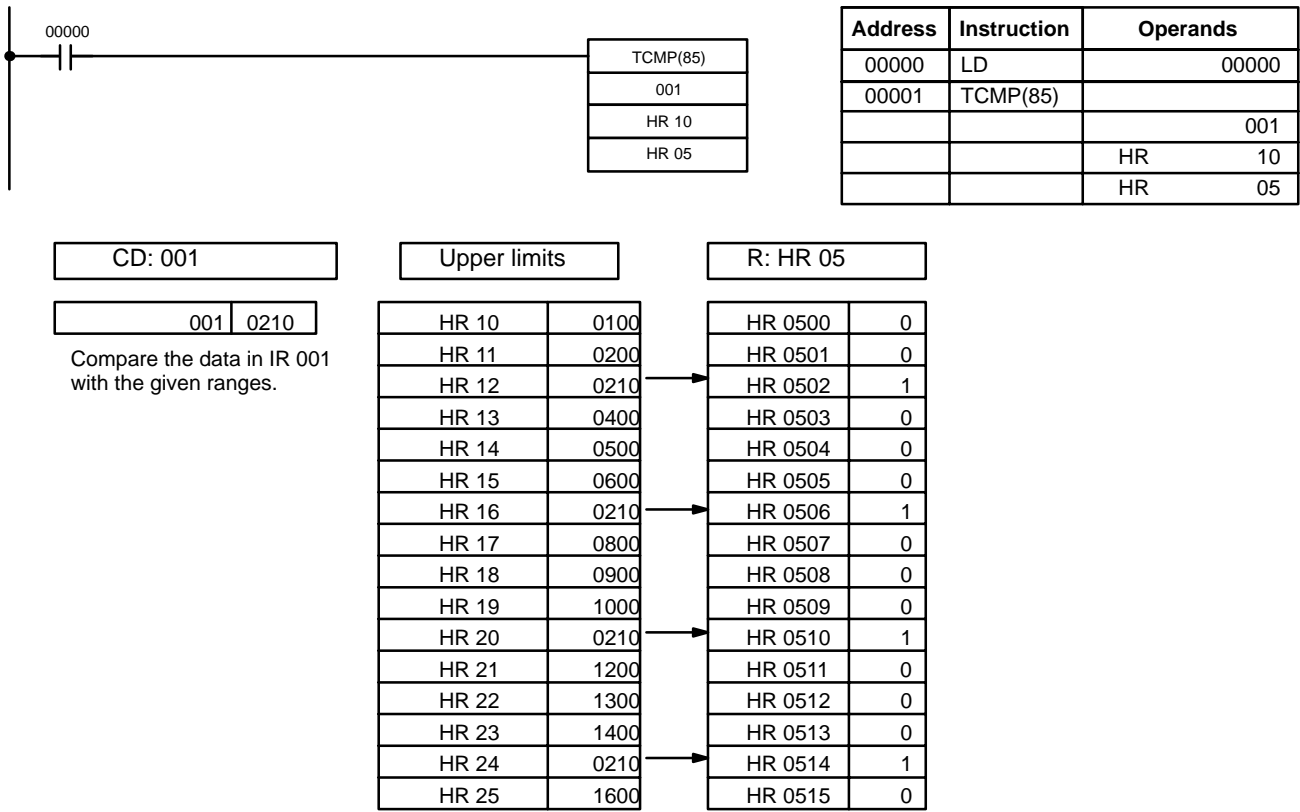 00000
TCMP(85)
001
HR 10
HR 05
Address Instruction Operands
00000 LD 00000
00001 TCMP(85)
001
HR 10
HR 05
CD: 001
001 0210
Compare the data in IR 001
with the given ranges.
Upper limits R: HR 05
HR 10 0100 HR 0500 0
HR 11 0200 HR 0501 0
HR 12 0210 HR 0502 1
HR 13 0400 HR 0503 0
HR 14 0500 HR 0504 0
HR 15 0600 HR 0505 0
HR 16 0210 HR 0506 1
HR 17 0800 HR 0507 0
HR 18 0900 HR 0508 0
HR 19 1000 HR 0509 0
HR 20 0210 HR 0510 1
HR 21 1200 HR 0511 0
HR 22 1300 HR 0512 0
HR 23 1400 HR 0513 0
HR 24 0210 HR 0514 1
HR 25 1600 HR 0515 0